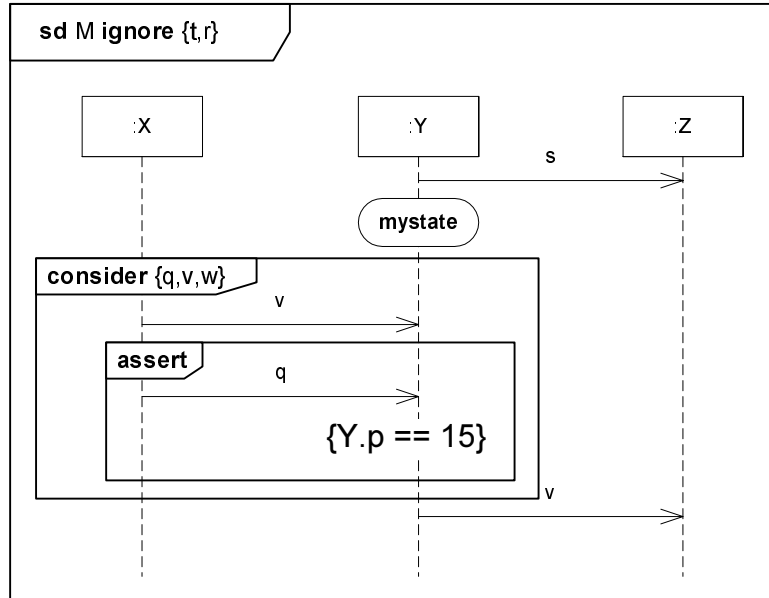 sd M ignore {t,r}
:X :Y :Z
s
mystate
consider {q,v,w}
v
assert
q
{Y.p == 15}
v